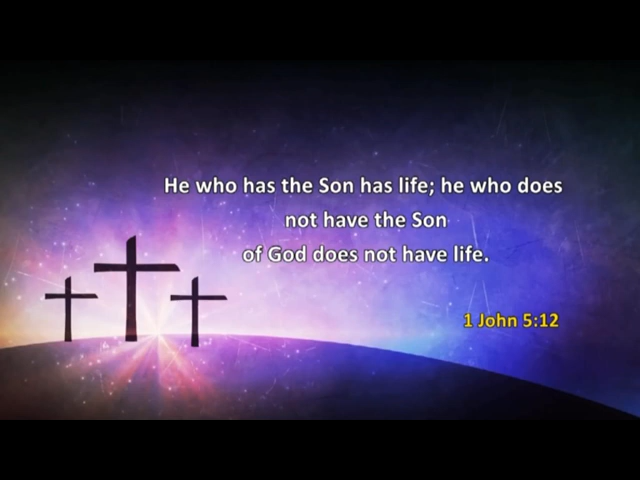 He who has the Son has life; he who does
not have the Son
of God does not have life.
1 John 5:12